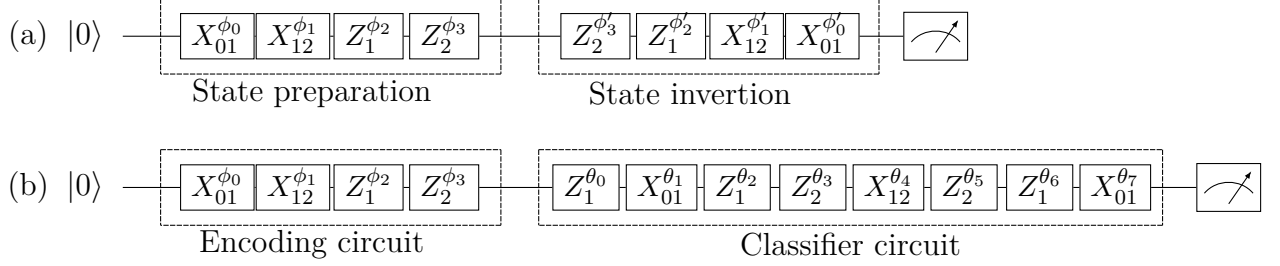 (a) |0⟩ X_{01}^{ϕ_0} X_{12}^{ϕ_1} Z_1^{ϕ_2} Z_2^{ϕ_3} Z_2^{ϕ'_3} Z_1^{ϕ'_2} X_{12}^{ϕ'_1} X_{01}^{ϕ'_0}
State preparation State invertion
(b) |0⟩ X_{01}^{ϕ_0} X_{12}^{ϕ_1} Z_1^{ϕ_2} Z_2^{ϕ_3} Z_1^{θ_0} X_{01}^{θ_1} Z_1^{θ_2} Z_2^{θ_3} X_{12}^{θ_4} Z_2^{θ_5} Z_1^{θ_6} X_{01}^{θ_7}
Encoding circuit Classifier circuit